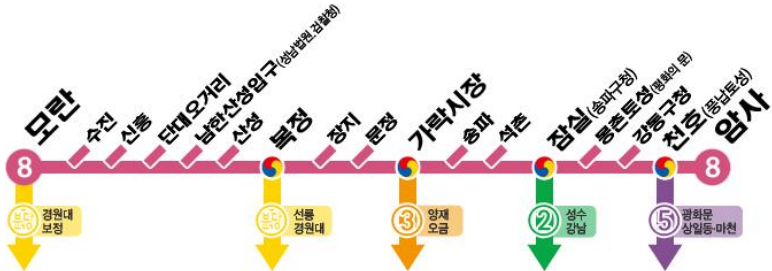 모란
수진
신흥
단대오거리
남한산성입구(성남법원.검찰청)
산성
복정
장지
문정
가락시장
송파
석촌
잠실(송파구청)
몽촌토성(평화의 문)
강동구청
천호(풍납토성)
암사
8
8
분당
경원대
보정
분당
선릉
경원대
3
양재
오금
2
성수
강남
5
광화문
상일동·마천